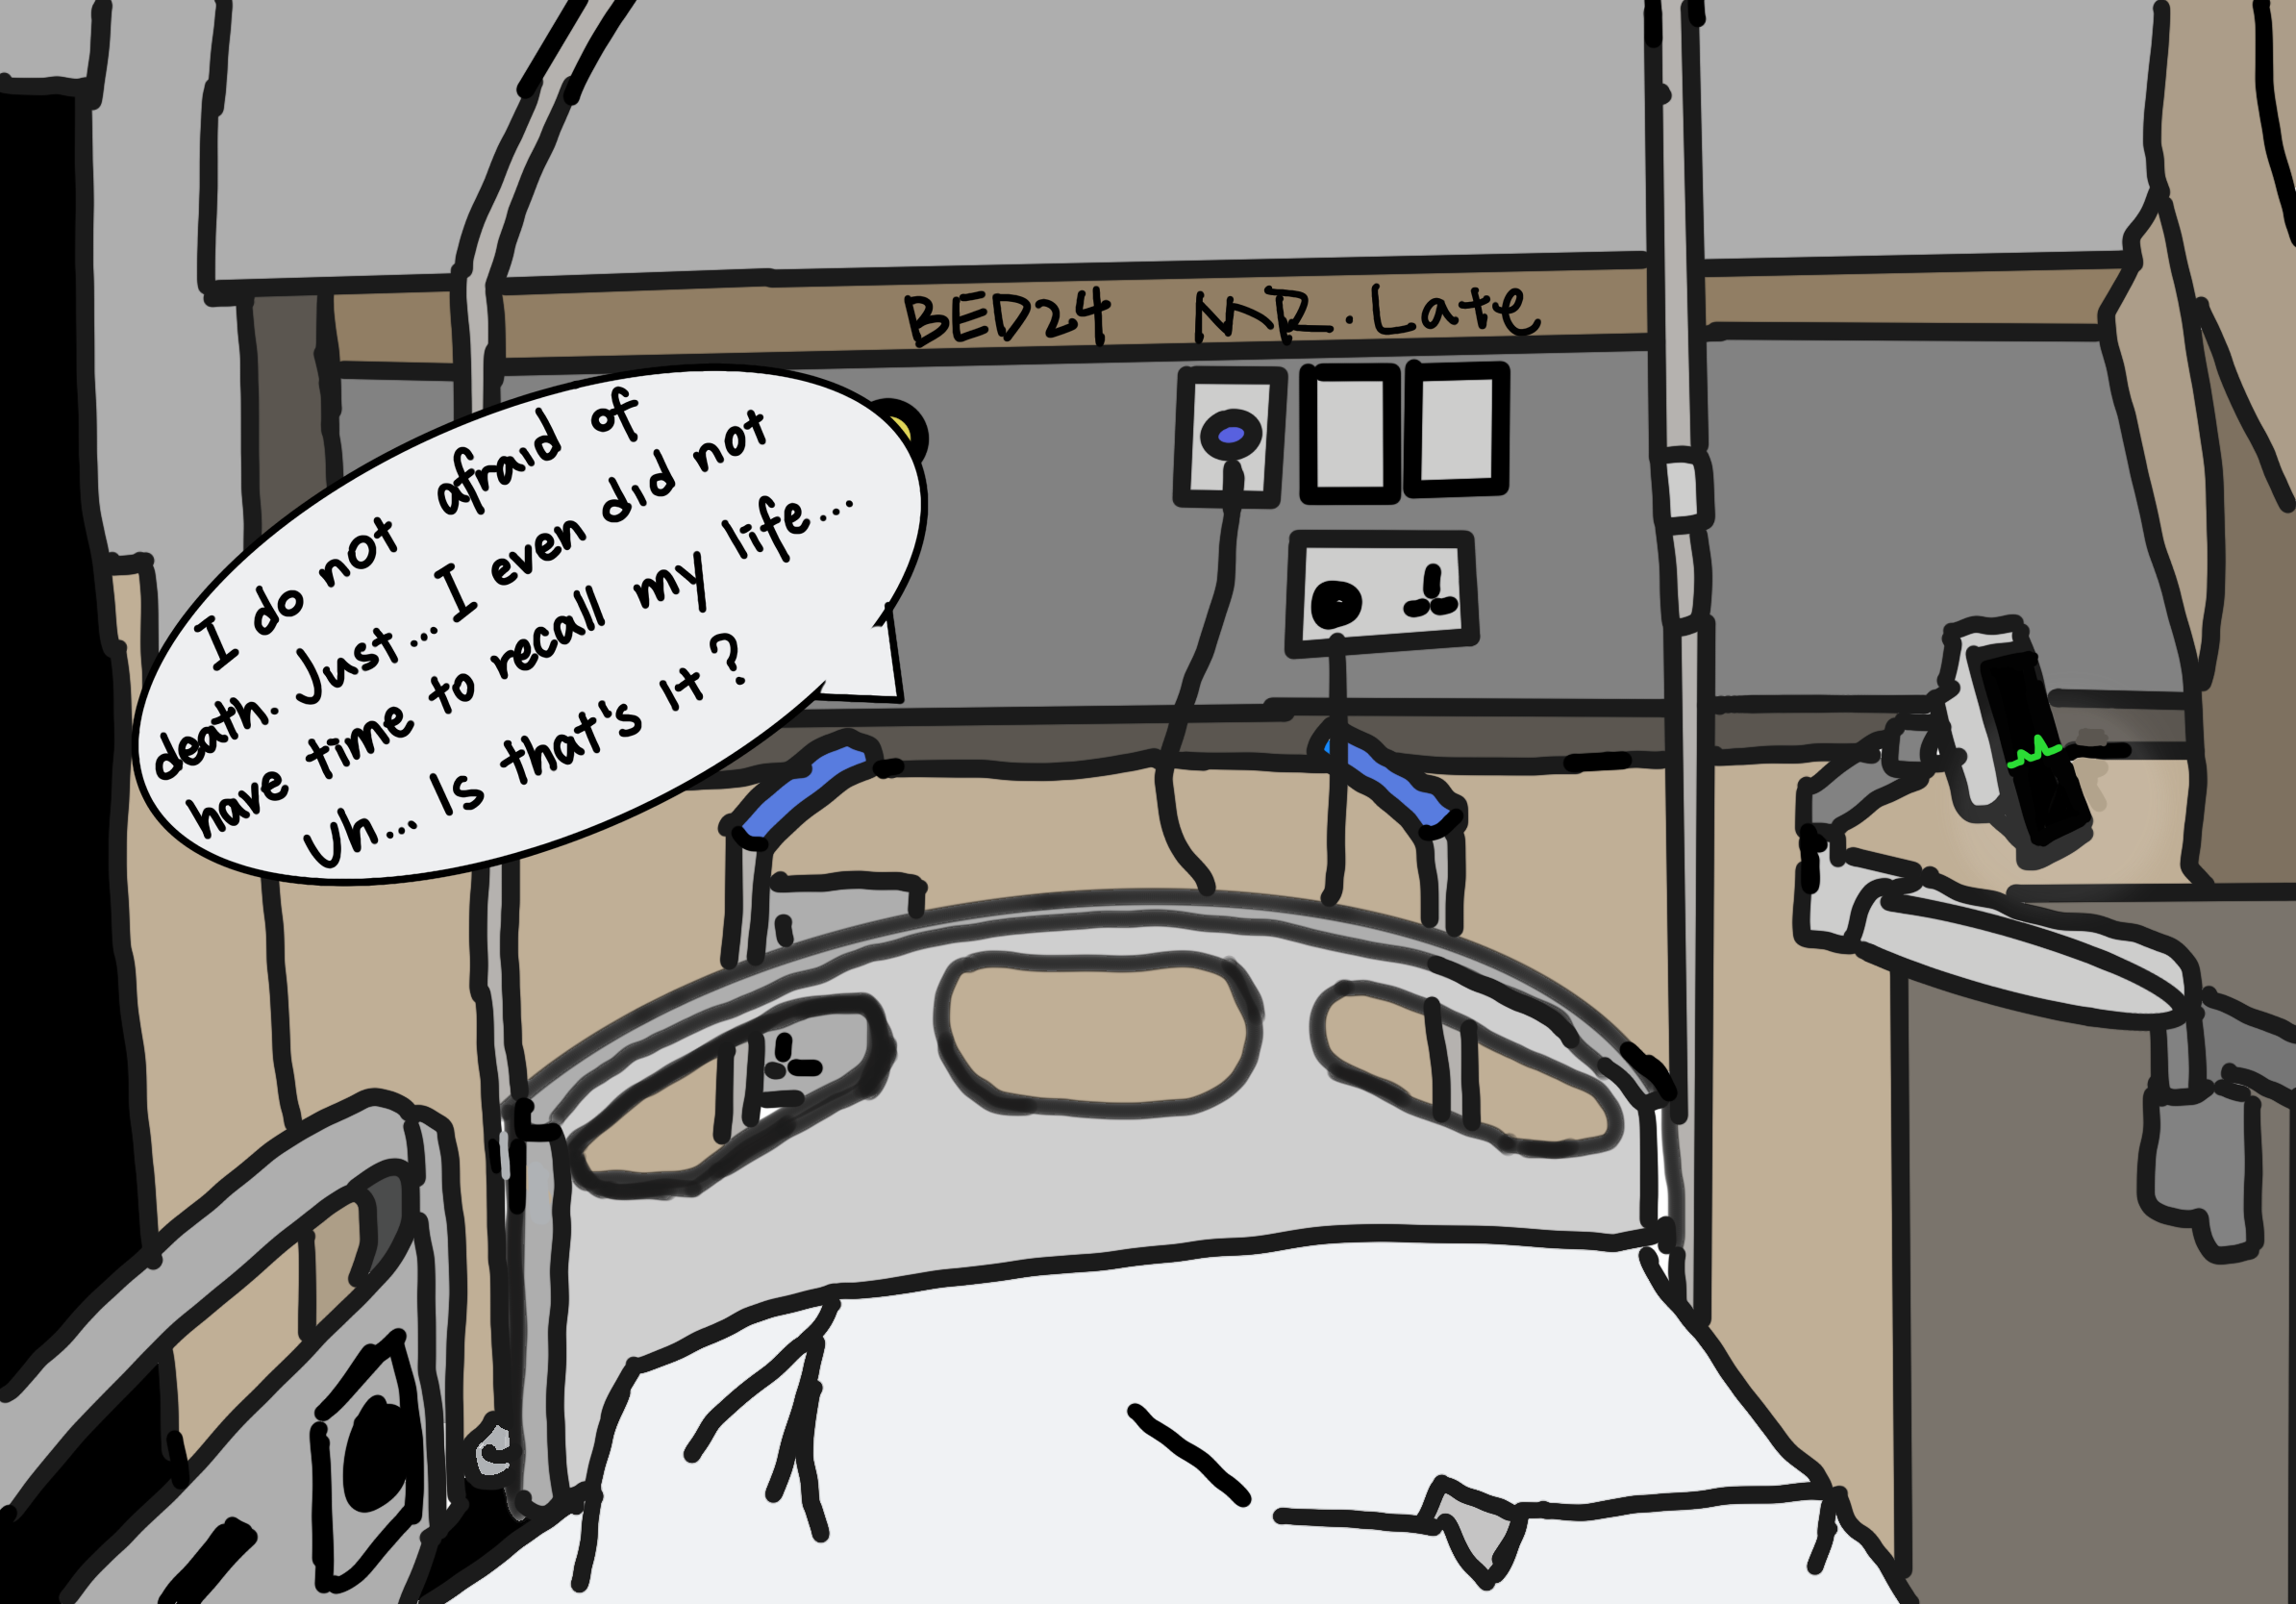 BED24 MR. Late
I do not afraid of
death. Just.... I even did not
have time to recall my life....
Uh.... Is that's it?